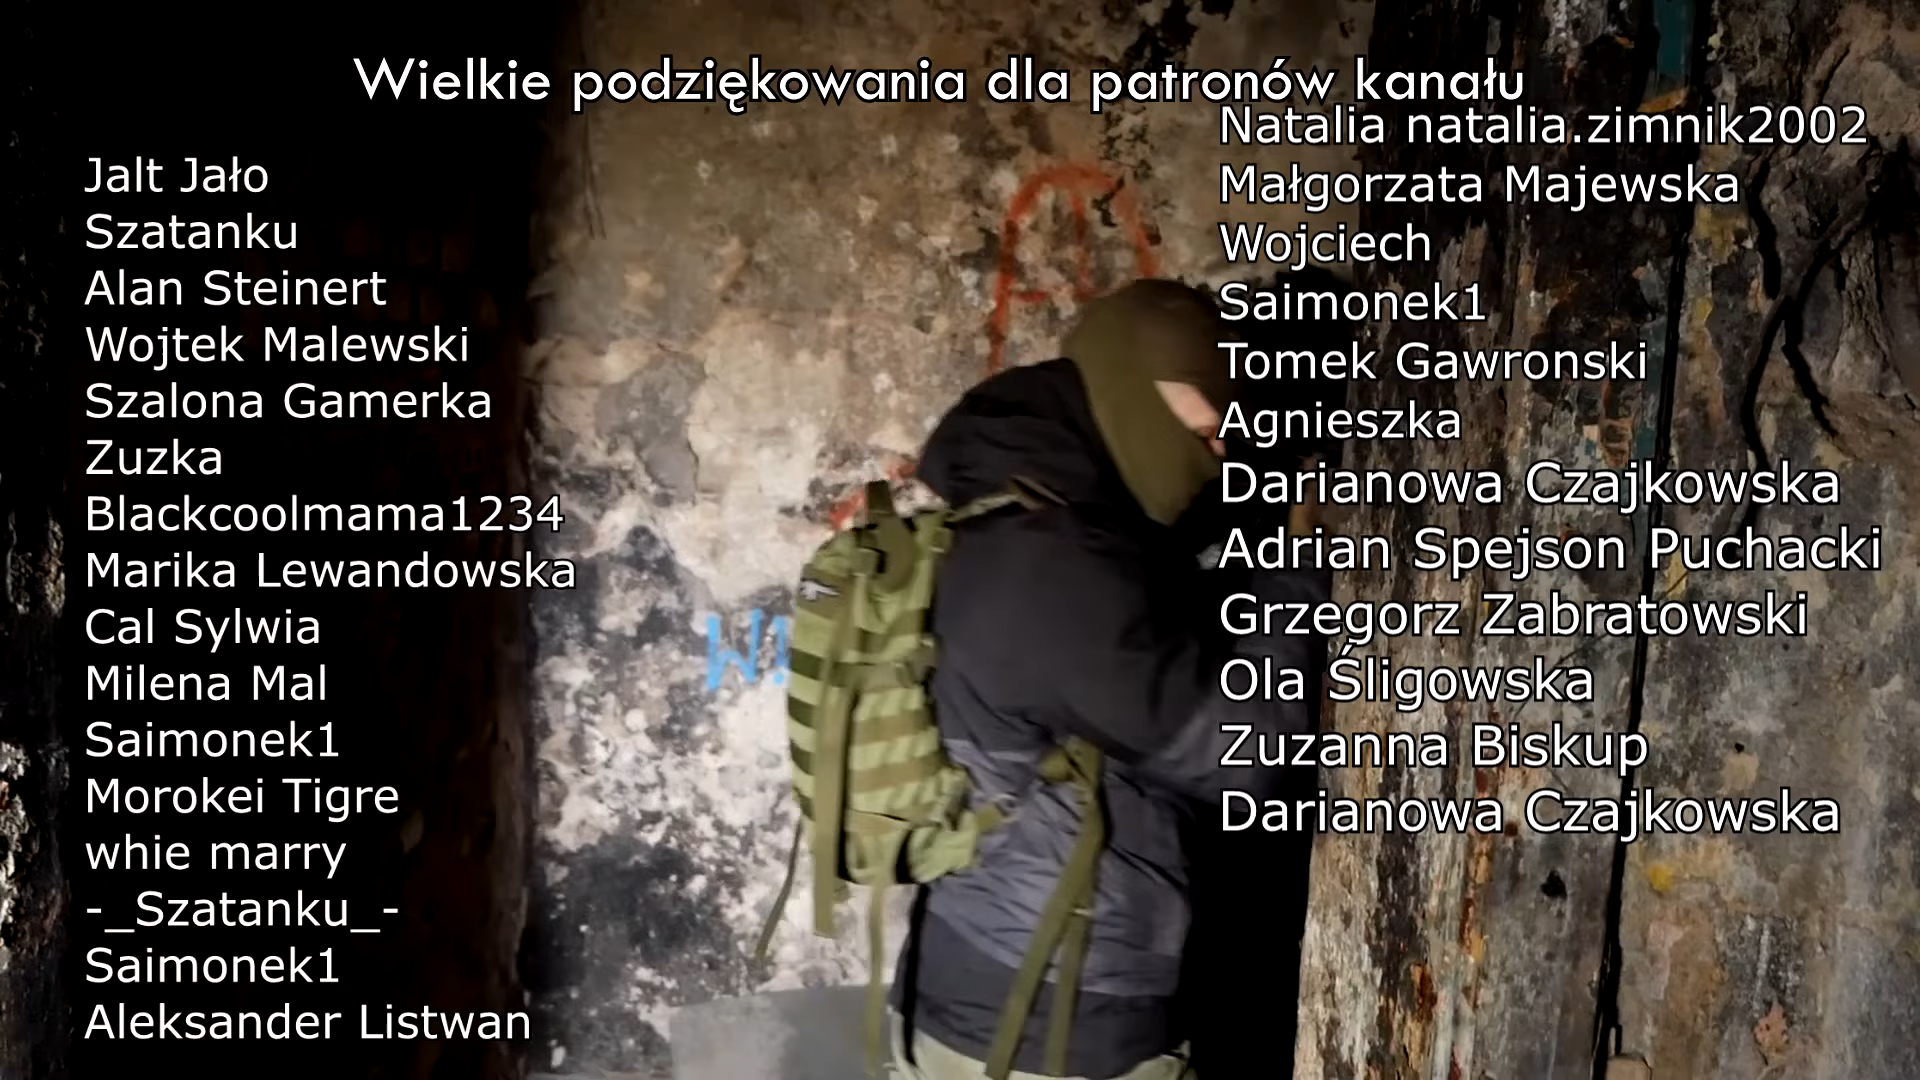 Wielkie podziękowania dla patronów kanału
Jalt Jało
Szatanku
Alan Steinert
Wojtek Malewski
Szalona Gamerka
Zuzka
Blackcoolmama1234
Marika Lewandowska
Cal Sylwia
Milena Mal
Saimonek1
Morokei Tigre
whie marry
-_Szatanku_-
Saimonek1
Aleksander Listwan
Natalia natalia.zimnik2002
Małgorzata Majewska
Wojciech
Saimonek1
Tomek Gawronski
Agnieszka
Darianowa Czajkowska
Adrian Spejson Puchacki
Grzegorz Zabratowski
Ola Śligowska
Zuzanna Biskup
Darianowa Czajkowska